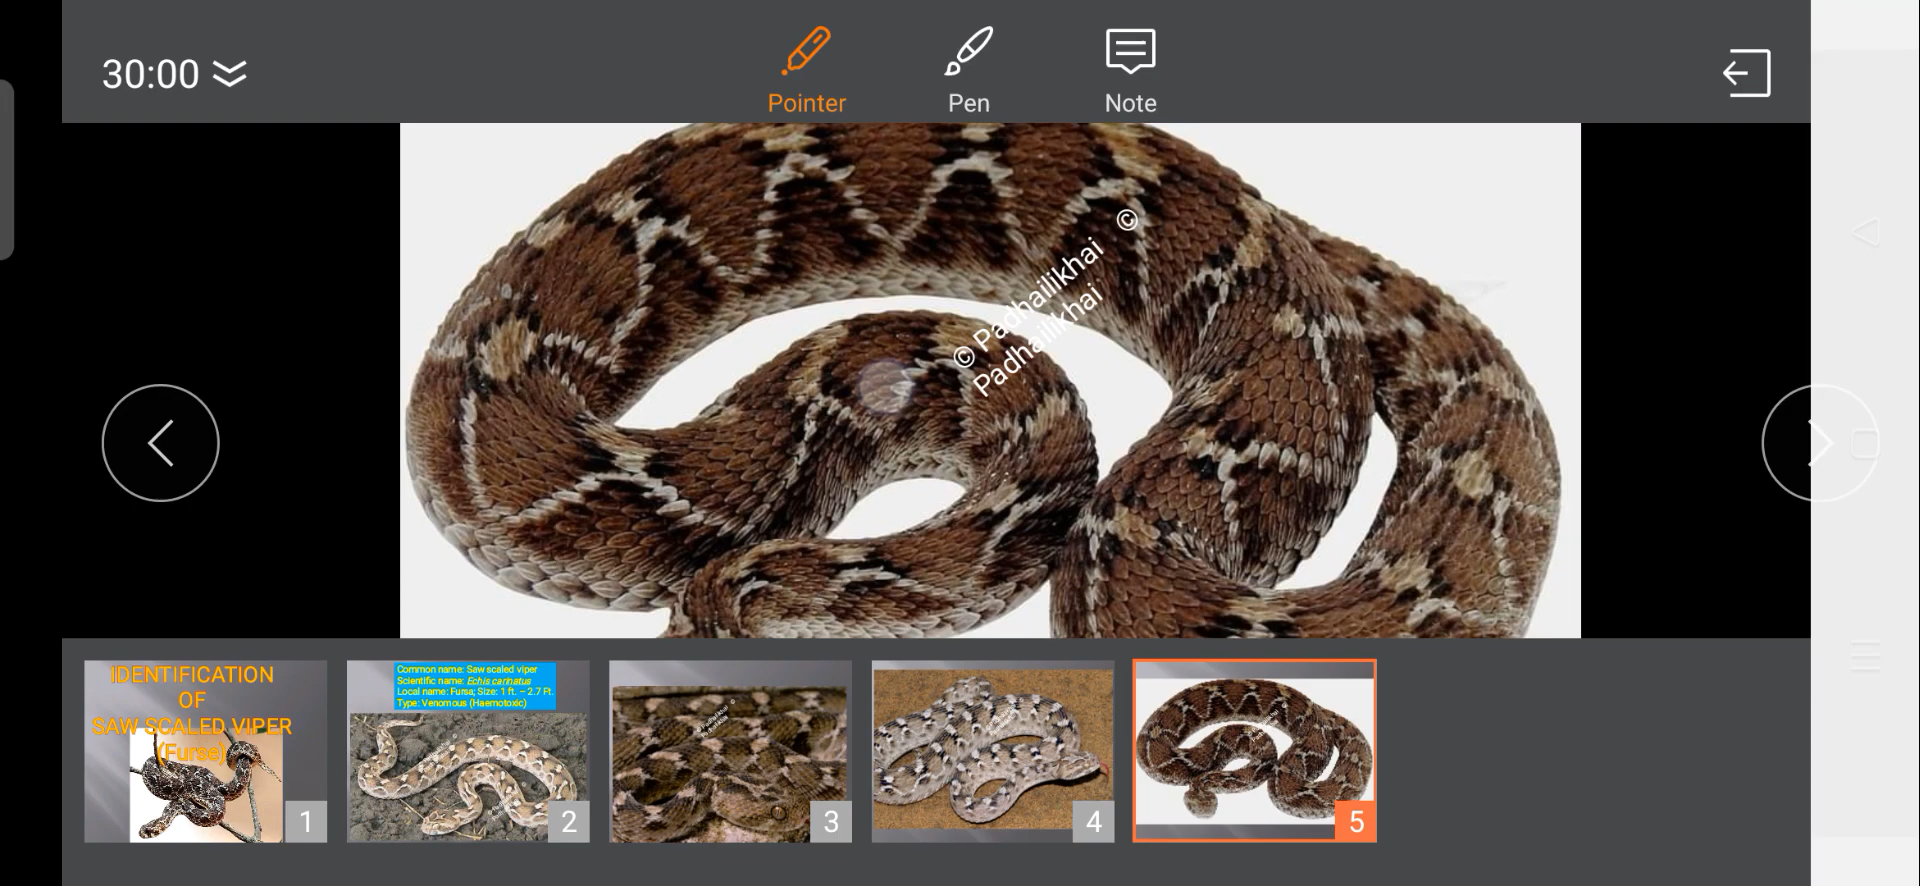 30:00
Pointer
Pen
Note
©
© Padhailikhai
Padhailikhai
IDENTIFICATION
OF
SAW SCALED VIPER
(Furse)
1
Common name: Saw scaled viper
Scientific name: Echis carinatus
Local name: Fursa; Size: 1 ft. – 2.7 Ft.
Type: Venomous (Haemotoxic)
2
3
4
5